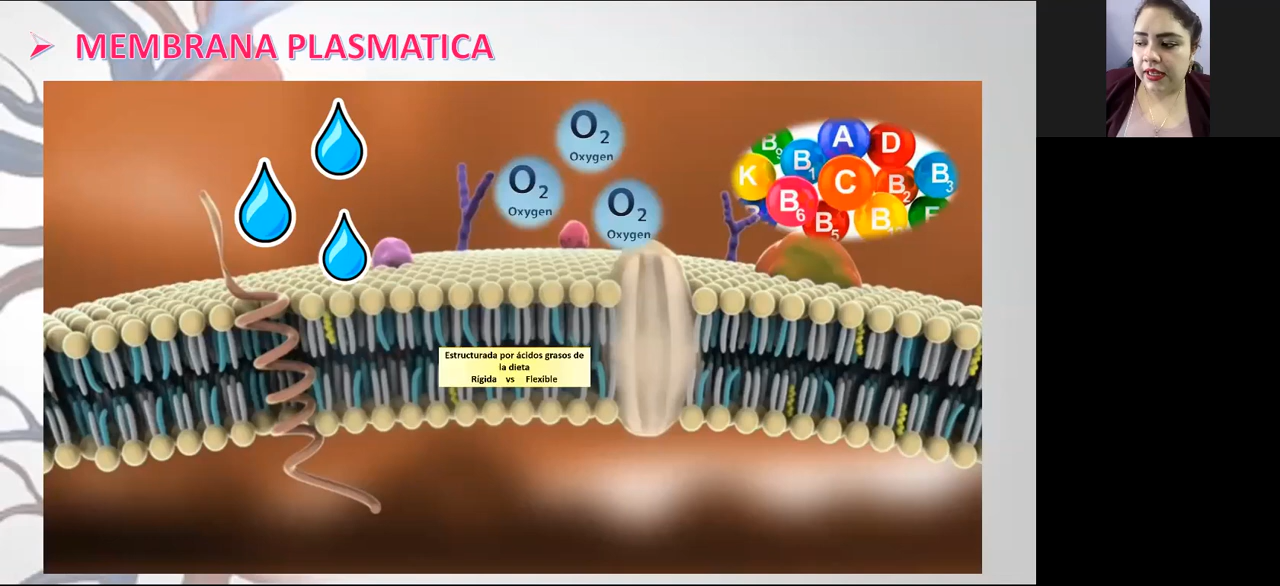 MEMBRANA PLASMATICA
O2
Oxygen
O2
Oxygen
O2
Oxygen
B9
A
D
K
B1
C
B2
B3
B6
B5
B
Estructurada por ácidos grasos de
la dieta
Rígida vs Flexible